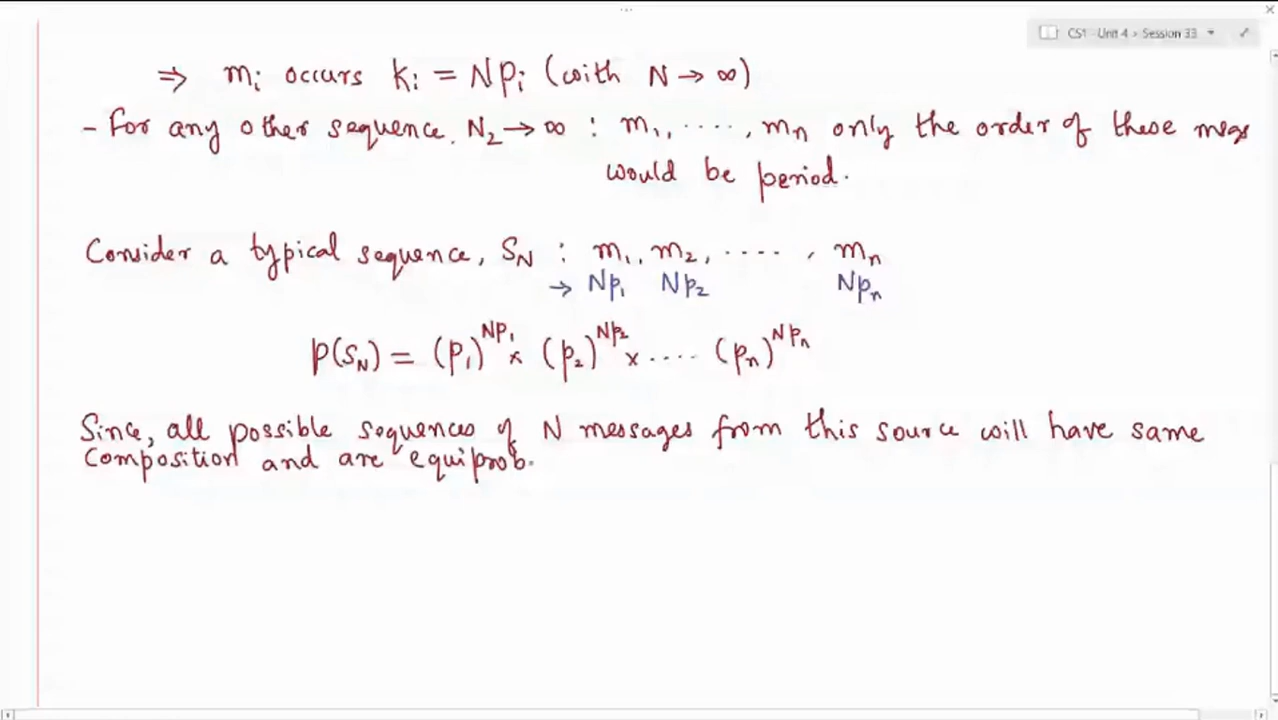 CS1 - Unit 4 > Session 33
⇒ mi occurs ki = Npi (with N → ∞)
- For any other sequence. N2 → ∞ : m1, ...., mn only the order of these msgs
would be period.
Consider a typical sequence, SN : m1, m2, ...., mn
→ Np1 Np2 Npn
P(SN) = (p1)^Np1 × (p2)^Np2 × .... (pn)^Npn
Since, all possible sequences of N messages from this source will have same
composition and are equiprob.